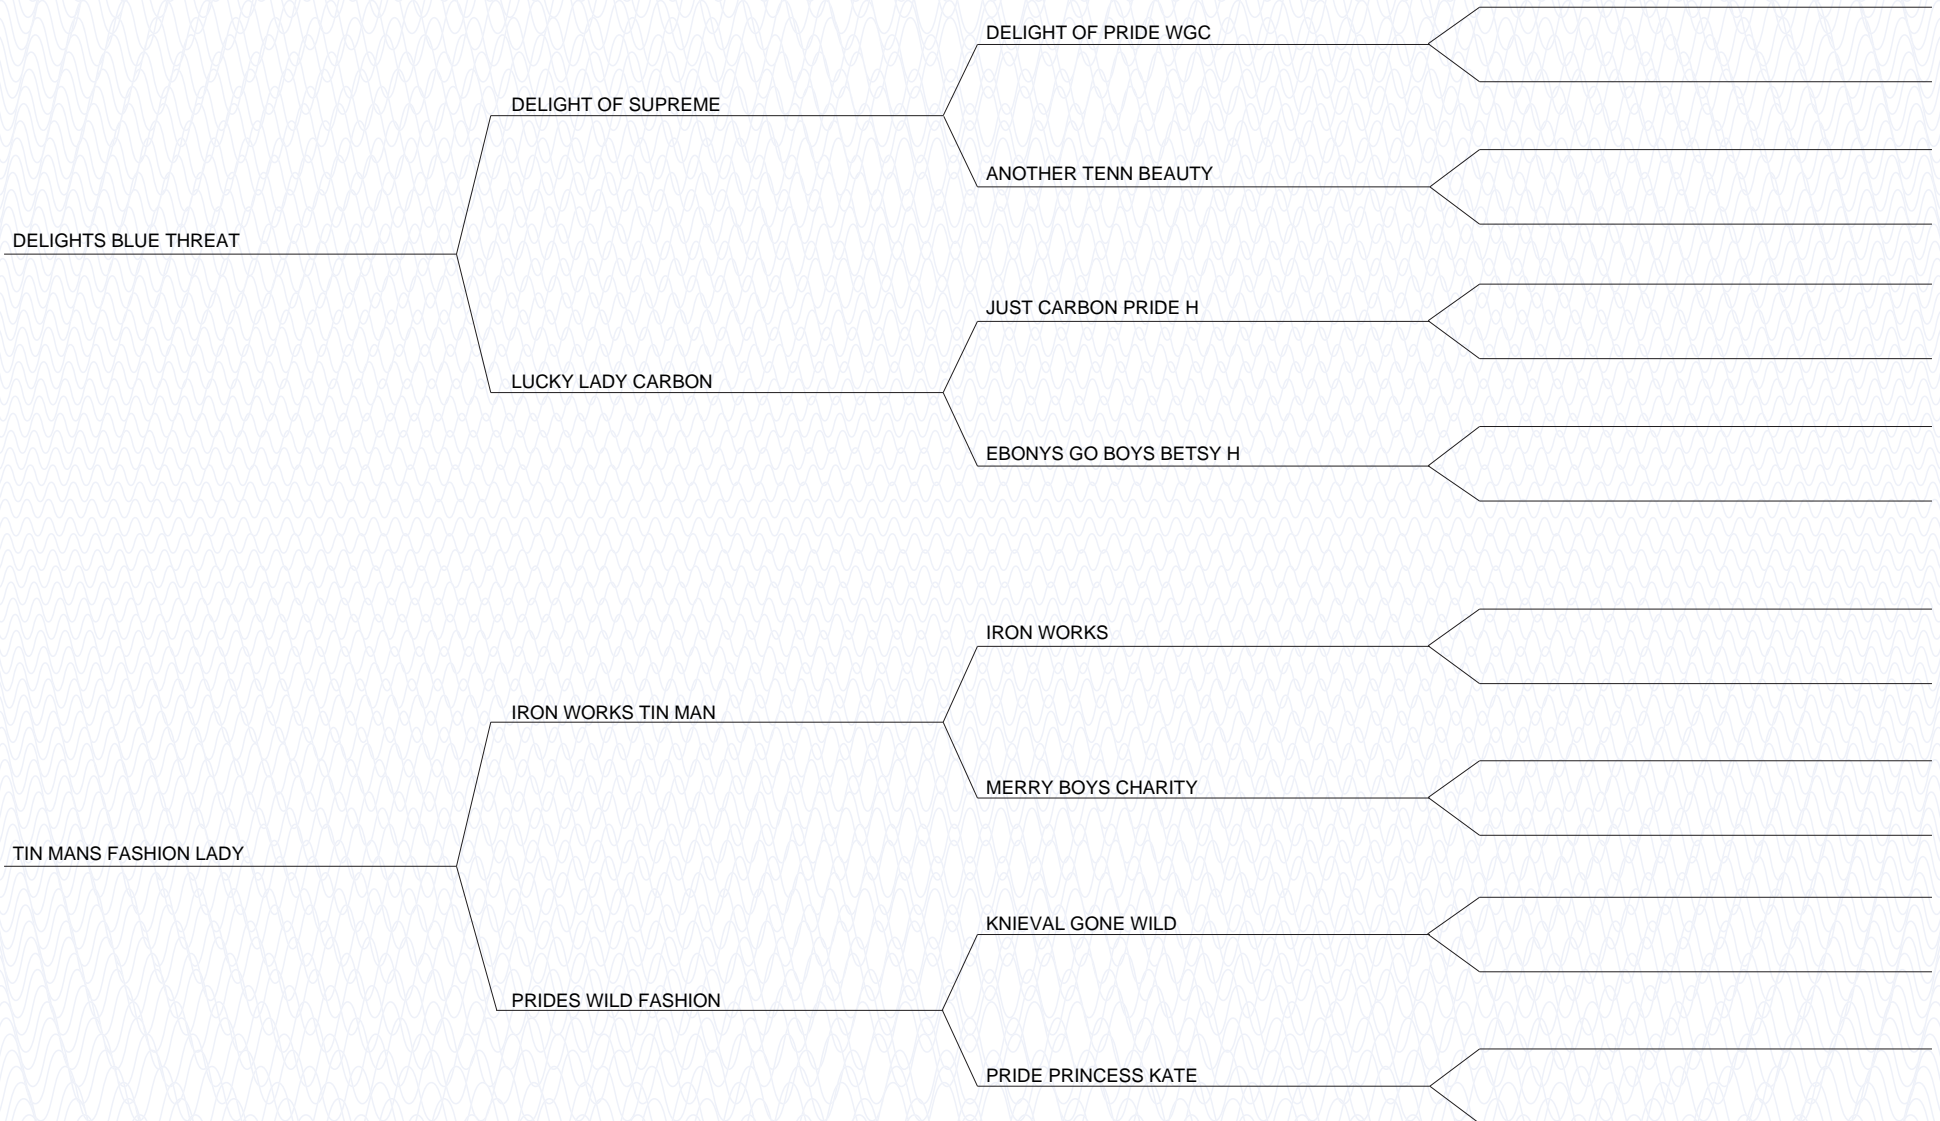 DELIGHT OF PRIDE WGC
DELIGHT OF SUPREME
ANOTHER TENN BEAUTY
DELIGHTS BLUE THREAT
JUST CARBON PRIDE H
LUCKY LADY CARBON
EBONYS GO BOYS BETSY H
IRON WORKS
IRON WORKS TIN MAN
MERRY BOYS CHARITY
TIN MANS FASHION LADY
KNIEVAL GONE WILD
PRIDES WILD FASHION
PRIDE PRINCESS KATE